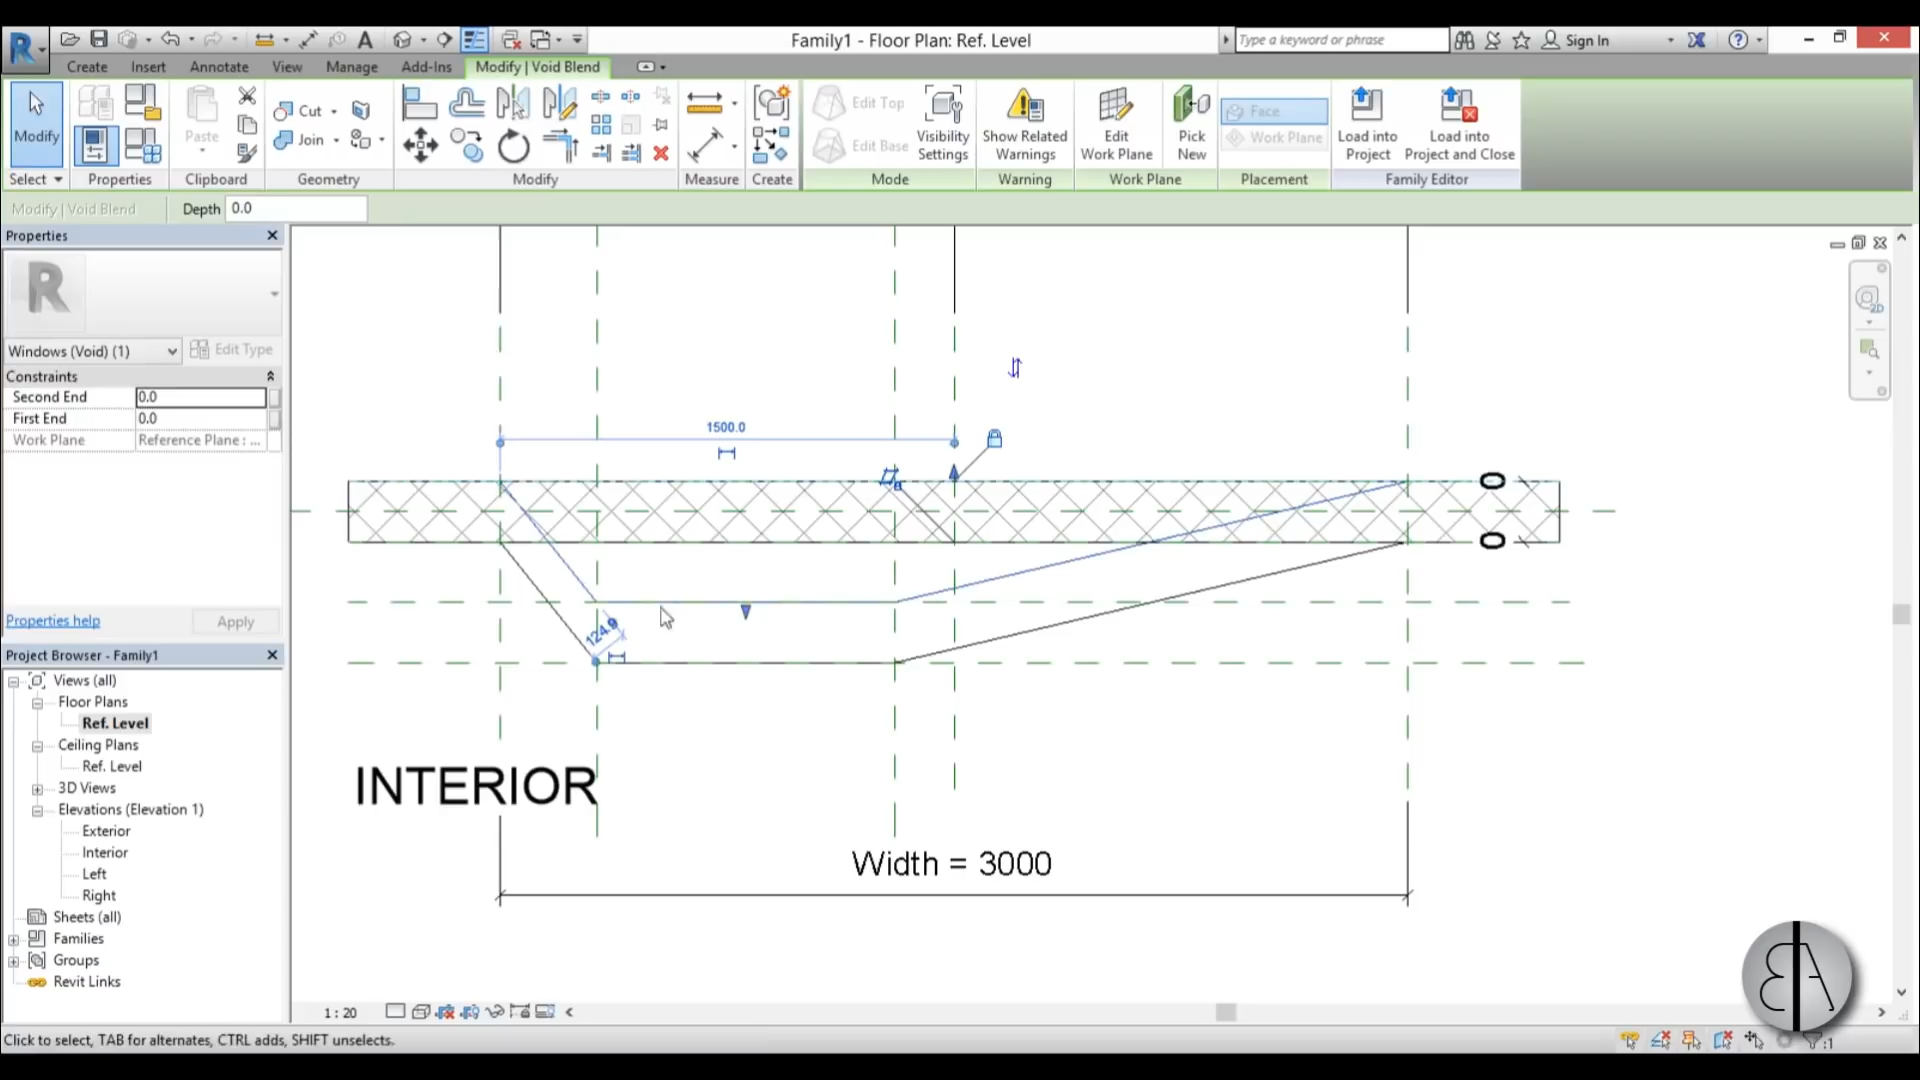 Family1 - Floor Plan: Ref. Level
Type a keyword or phrase
Sign In
Create
Insert
Annotate
View
Manage
Add-Ins
Modify | Void Blend
Modify
Paste
Cut
Join
Edit Top
Edit Base
Visibility
Settings
Show Related
Warnings
Edit
Work Plane
Pick
New
Face
Work Plane
Load into
Project
Load into
Project and Close
Select
Properties
Clipboard
Geometry
Modify
Measure
Create
Mode
Warning
Work Plane
Placement
Family Editor
Modify | Void Blend
Depth
0.0
Properties
R
Windows (Void) (1)
Edit Type
Constraints
Second End
0.0
First End
0.0
Work Plane
Reference Plane : ...
Properties help
Apply
Project Browser - Family1
Views (all)
Floor Plans
Ref. Level
Ceiling Plans
Ref. Level
3D Views
Elevations (Elevation 1)
Exterior
Interior
Left
Right
Sheets (all)
Families
Groups
Revit Links
1500.0
0
0
124.9
INTERIOR
Width = 3000
2D
1 : 20
Click to select, TAB for alternates, CTRL adds, SHIFT unselects.
:1